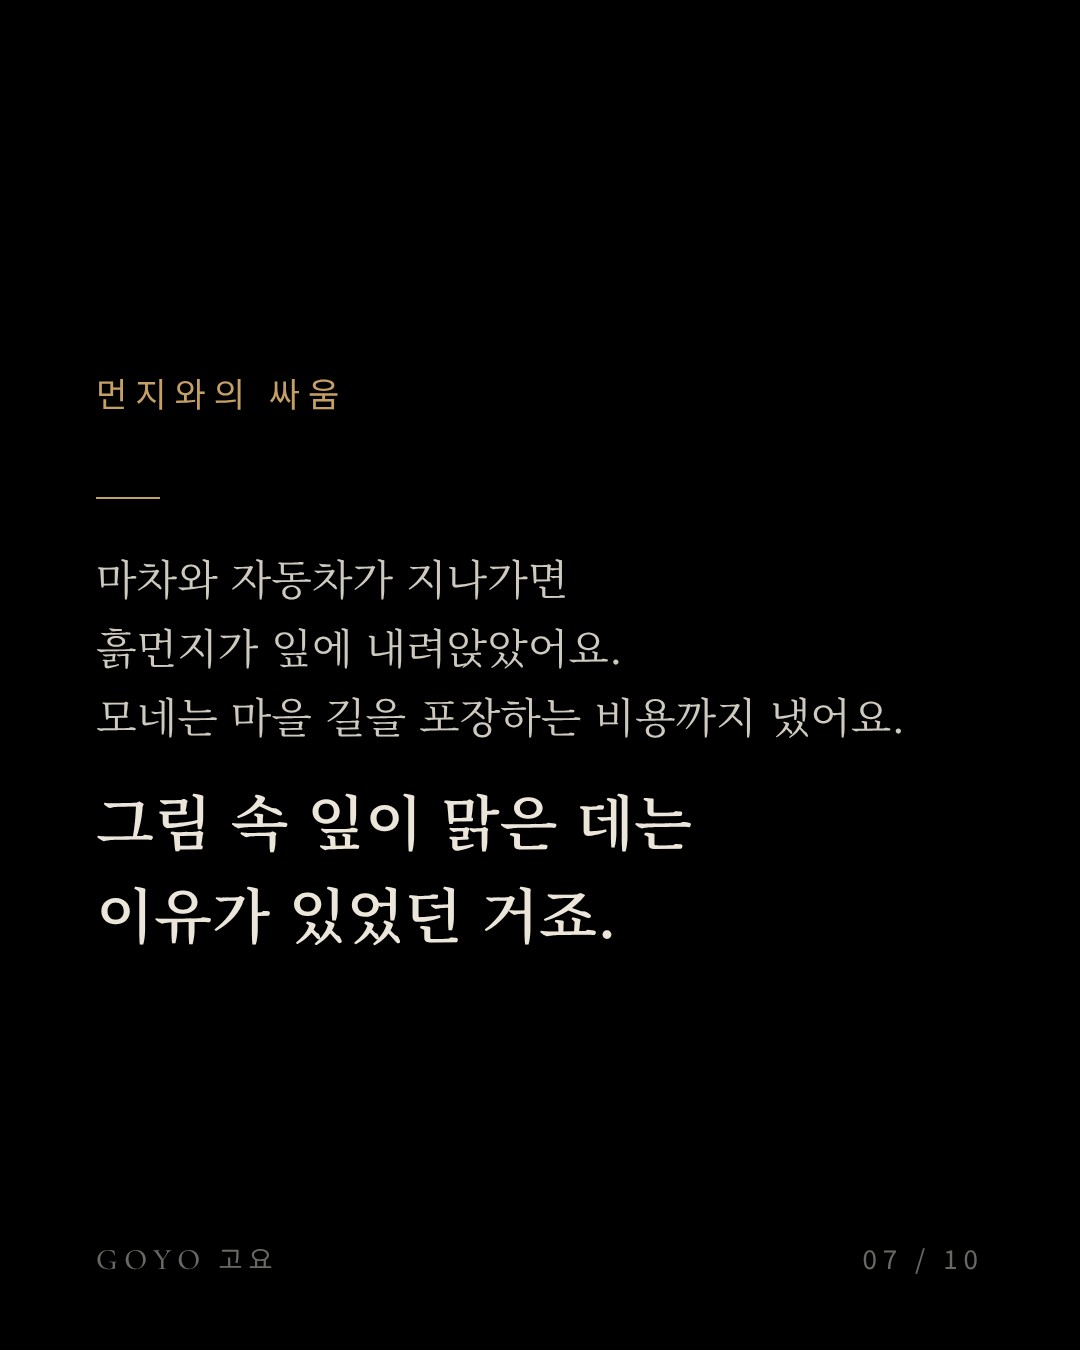 먼지와의 싸움
마차와 자동차가 지나가면
흙먼지가 잎에 내려앉았어요.
모네는 마을 길을 포장하는 비용까지 냈어요.
그림 속 잎이 맑은 데는
이유가 있었던 거죠.
GOYO 고요
07 / 10